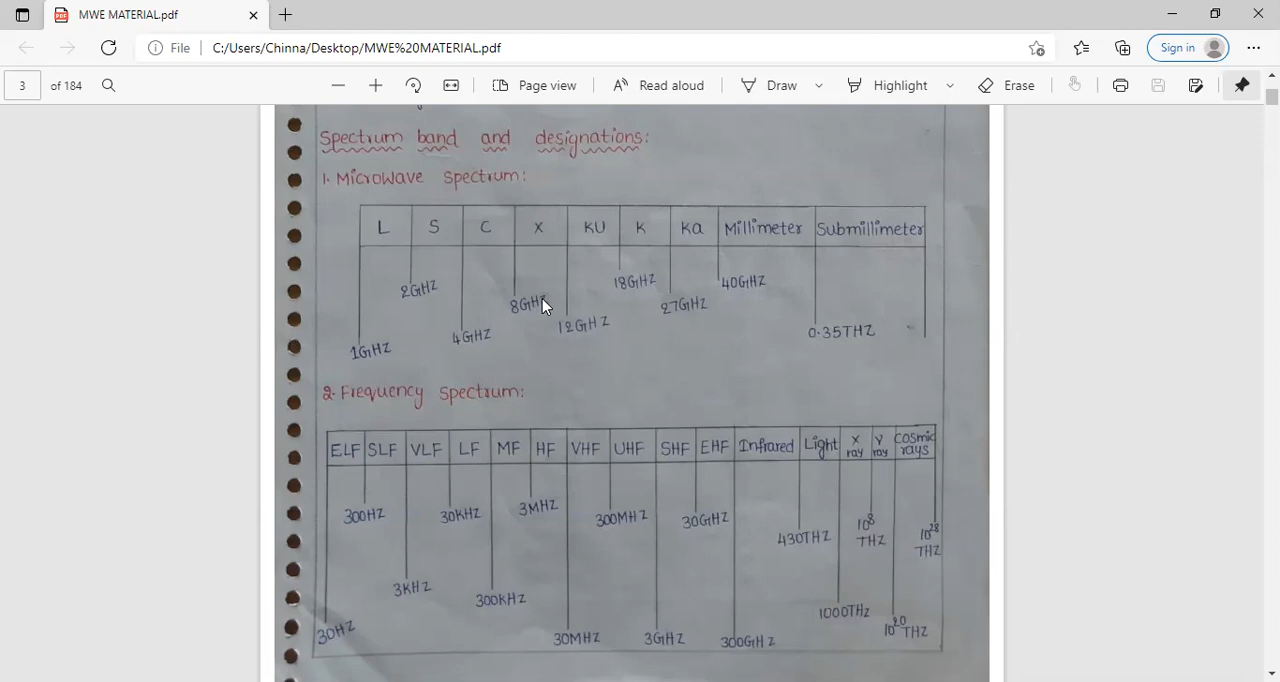 MWE MATERIAL.pdf
File
C:/Users/Chinna/Desktop/MWE%20MATERIAL.pdf
Sign in
3 of 184
Page view
Read aloud
Draw
Highlight
Erase
Spectrum band and designations:
1. Microwave Spectrum:
L S C X KU K Ka Millimeter Submillimeter
18GHZ 40GHZ
2GHZ
8GHZ 27GHZ
12GHZ
4GHZ 0.35THZ
1GHZ
2. Frequency Spectrum:
ELF SLF VLF LF MF HF VHF UHF SHF EHF Infrared Light X ray γ ray Cosmic rays
300HZ 30KHZ 3MHZ 300MHZ 30GHZ
430THZ 10^8 THZ 10^28 THZ
3KHZ 300KHZ
1000THZ
30HZ 30MHZ 3GHZ 300GHZ 10^20 THZ